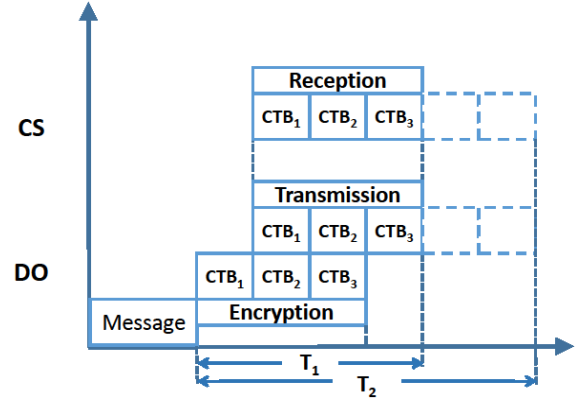 Reception
CS
CTB₁ CTB₂ CTB₃
Transmission
CTB₁ CTB₂ CTB₃
DO
CTB₁ CTB₂ CTB₃
Message
Encryption
T₁
T₂